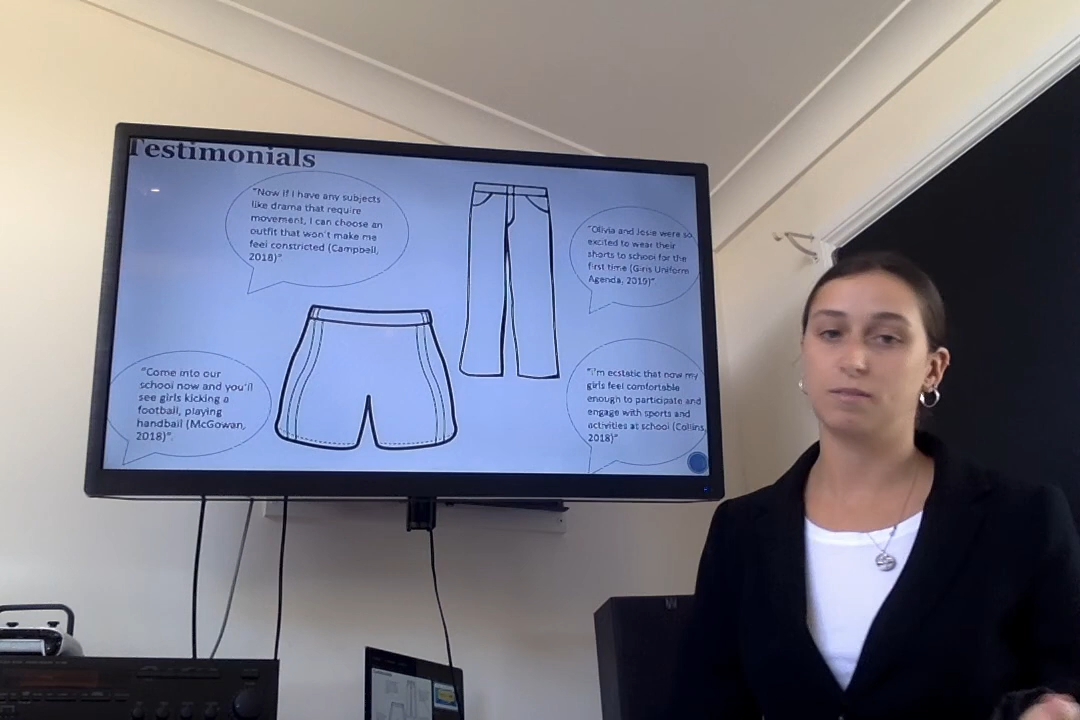 Testimonials
"Now if I have any subjects
like drama that require
movement, I can choose an
outfit that won't make me
feel constricted (Campbell,
2018)"
"Olivia and Josie were so
excited to wear their
shorts to school for the
first time (Girls Uniform
Agenda, 2019)"
"Come into our
school now and you'll
see girls kicking a
football, playing
handball (McGowan,
2018)".
"I'm ecstatic that now my
girls feel comfortable
enough to participate and
engage with sports and
activities at school (Collins,
2018)"